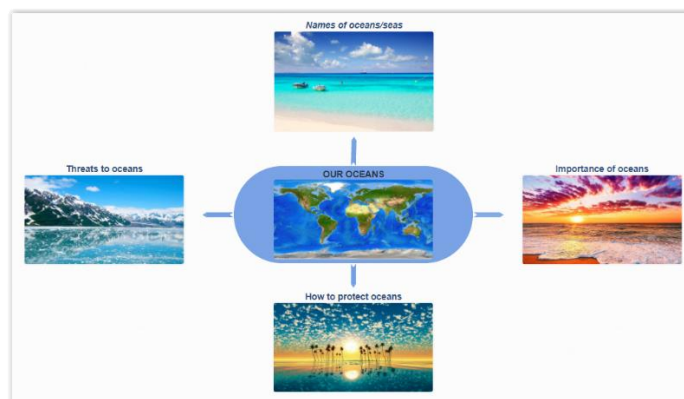 Names of oceans/seas
Threats to oceans
OUR OCEANS
Importance of oceans
How to protect oceans